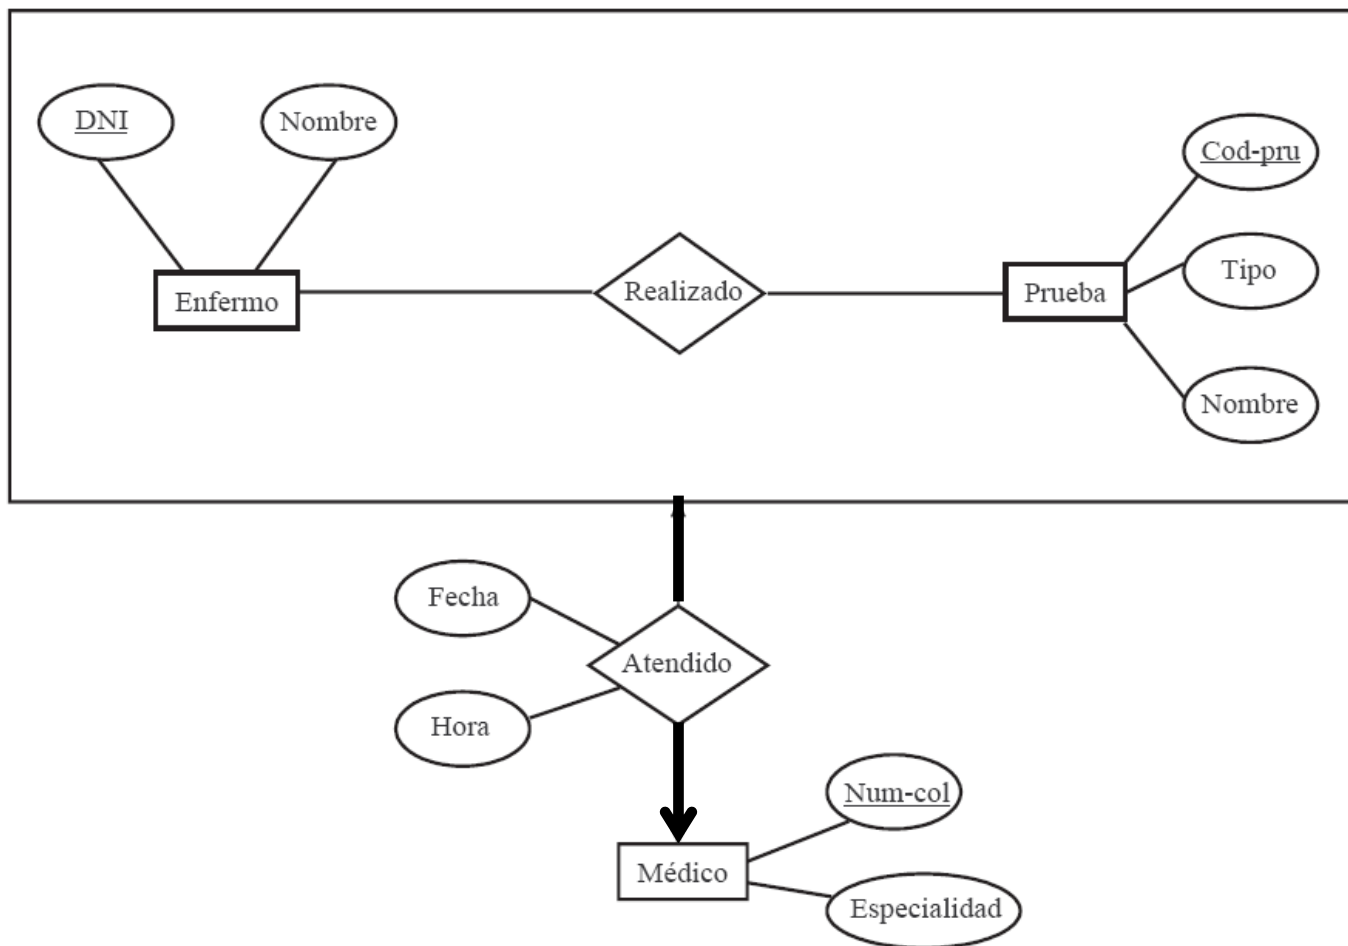 DNI
Nombre
Cod-pru
Tipo
Enfermo
Realizado
Prueba
Nombre
Fecha
Atendido
Hora
Num-col
Médico
Especialidad